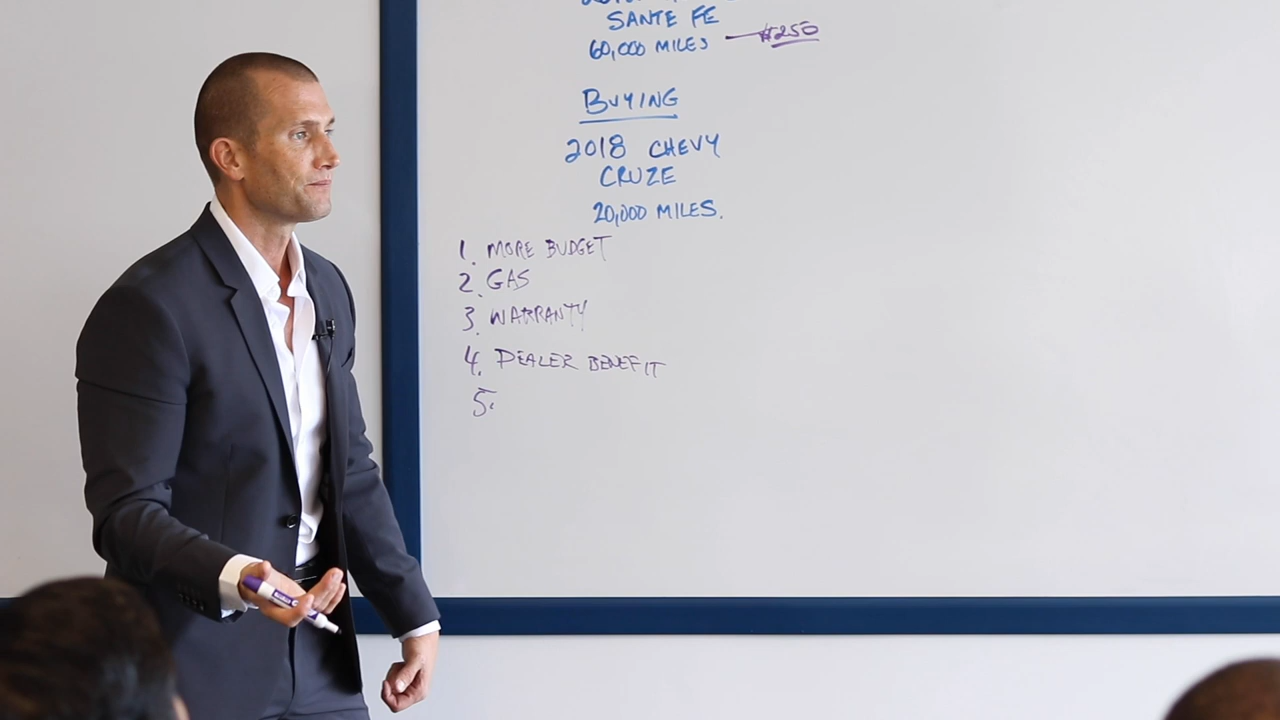 SANTE FE
60,000 MILES — $250
BUYING
2018 CHEVY
CRUZE
20,000 MILES.
1. MORE BUDGET
2. GAS
3. WARRANTY
4. DEALER BENEFIT
5.